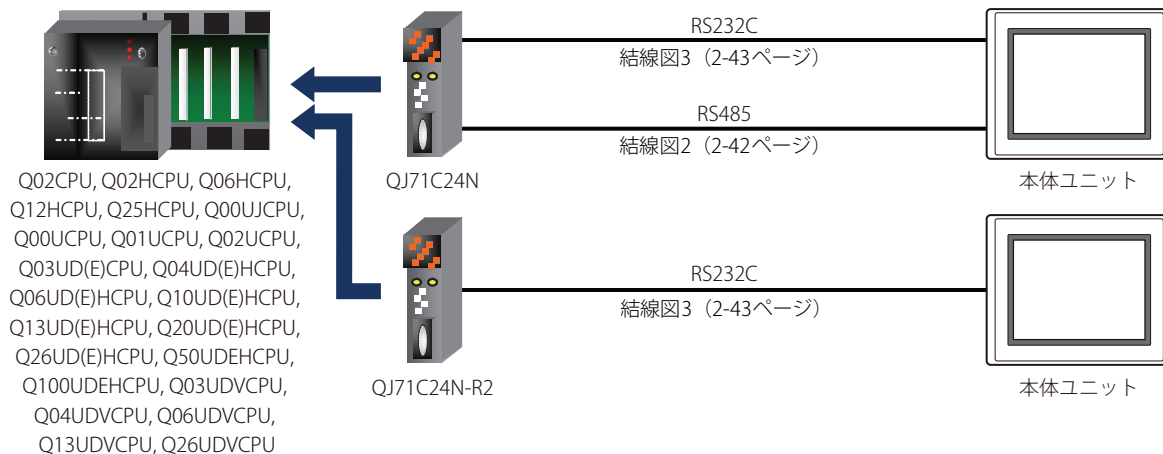 RS232C
結線図3（2-43ページ）
RS485
結線図2（2-42ページ）
QJ71C24N
本体ユニット
Q02CPU, Q02HCPU, Q06HCPU,
Q12HCPU, Q25HCPU, Q00UJCPU,
Q00UCPU, Q01UCPU, Q02UCPU,
Q03UD(E)CPU, Q04UD(E)HCPU,
Q06UD(E)HCPU, Q10UD(E)HCPU,
Q13UD(E)HCPU, Q20UD(E)HCPU,
Q26UD(E)HCPU, Q50UDEHCPU,
Q100UDEHCPU, Q03UDVCPU,
Q04UDVCPU, Q06UDVCPU,
Q13UDVCPU, Q26UDVCPU
RS232C
結線図3（2-43ページ）
QJ71C24N-R2
本体ユニット